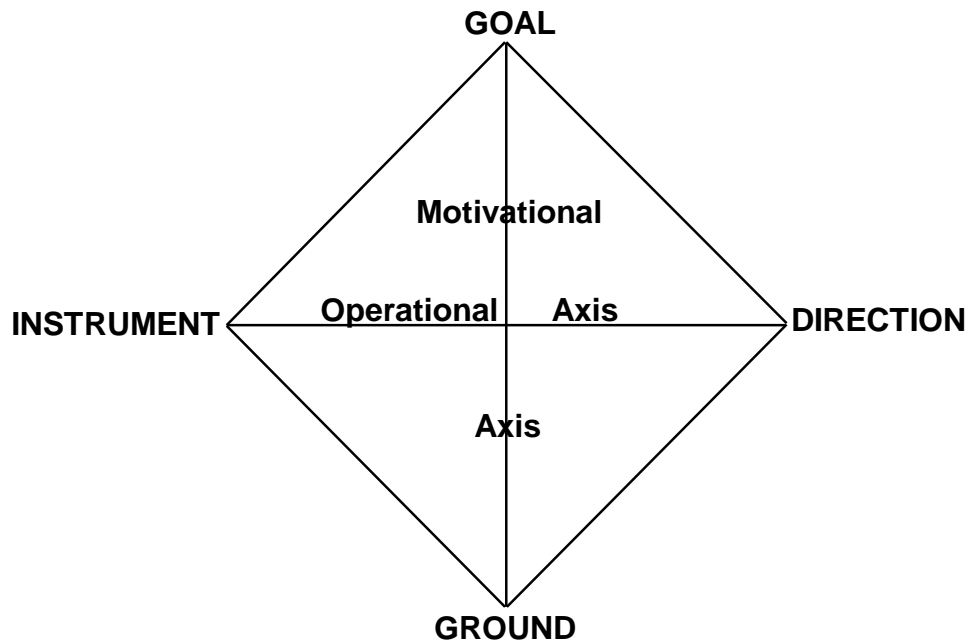 GOAL
Motivational
Operational Axis
INSTRUMENT
DIRECTION
Axis
GROUND